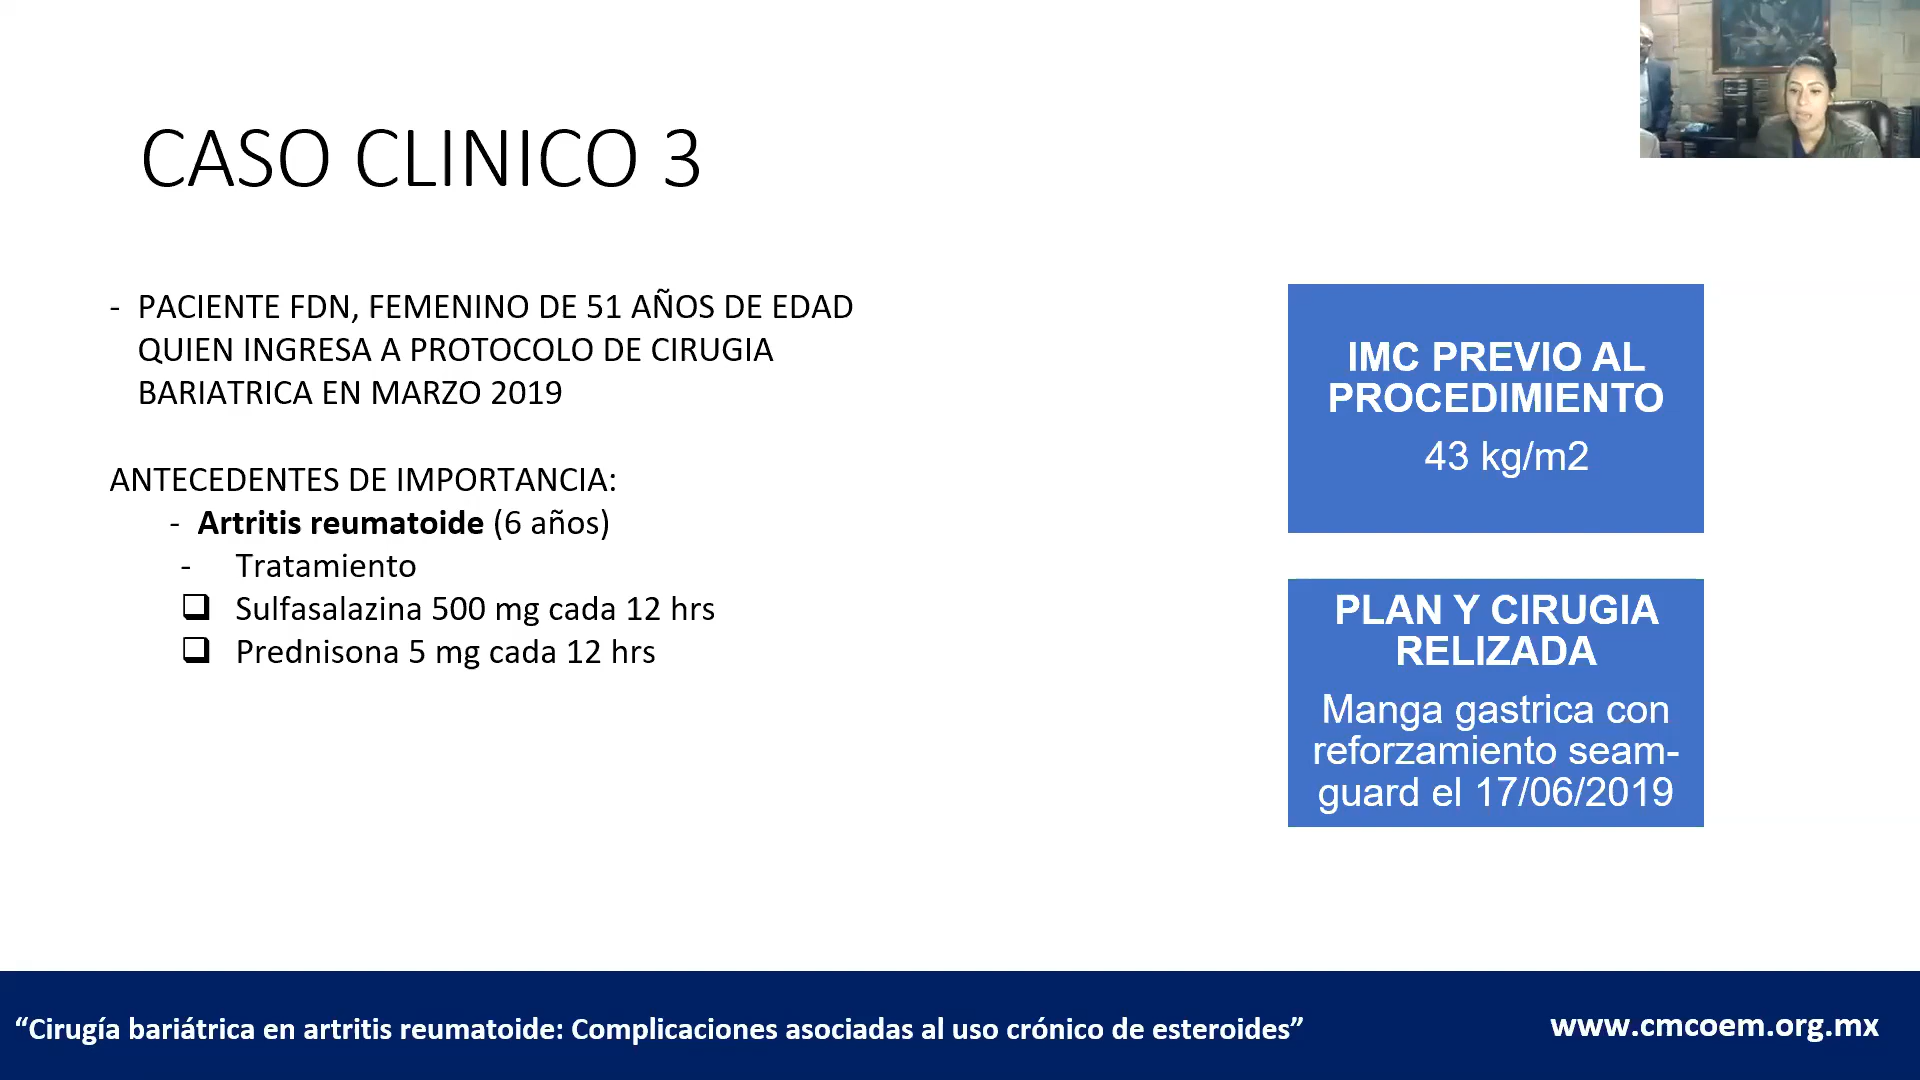 CASO CLINICO 3
- PACIENTE FDN, FEMENINO DE 51 AÑOS DE EDAD
QUIEN INGRESA A PROTOCOLO DE CIRUGIA
BARIATRICA EN MARZO 2019
ANTECEDENTES DE IMPORTANCIA:
- Artritis reumatoide (6 años)
- Tratamiento
❑ Sulfasalazina 500 mg cada 12 hrs
❑ Prednisona 5 mg cada 12 hrs
IMC PREVIO AL
PROCEDIMIENTO
43 kg/m2
PLAN Y CIRUGIA
RELIZADA
Manga gastrica con
reforzamiento seam-
guard el 17/06/2019
“Cirugía bariátrica en artritis reumatoide: Complicaciones asociadas al uso crónico de esteroides”
www.cmcoem.org.mx